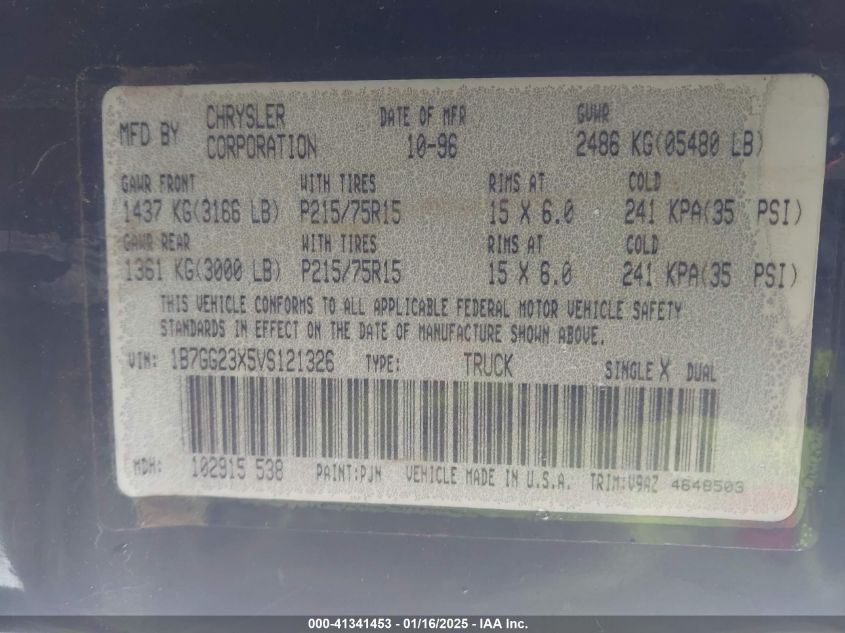 MFD BY CHRYSLER CORPORATION DATE OF MFR 10-96 GVWR 2486 KG(05480 LB)
GAWR FRONT WITH TIRES RIMS AT COLD
1437 KG(3166 LB) P215/75R15 15 X 6.0 241 KPA(35 PSI)
GAWR REAR WITH TIRES RIMS AT COLD
1361 KG(3000 LB) P215/75R15 15 X 6.0 241 KPA(35 PSI)
THIS VEHICLE CONFORMS TO ALL APPLICABLE FEDERAL MOTOR VEHICLE SAFETY
STANDARDS IN EFFECT ON THE DATE OF MANUFACTURE SHOWN ABOVE.
VIN: 1B7GG23X5VS121326 TYPE: TRUCK SINGLE X DUAL
MDH: 102915 538 PAINT:PJN VEHICLE MADE IN U.S.A. TRIM:V9AZ 4648503
000-41341453 - 01/16/2025 - IAA Inc.